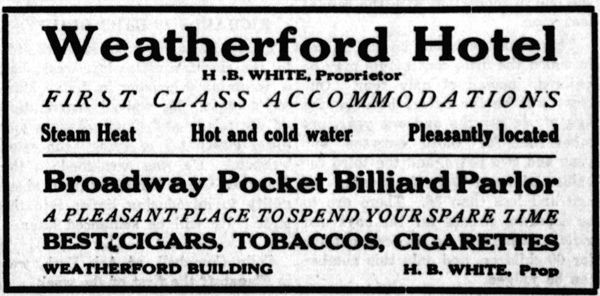 Weatherford Hotel
H .B. WHITE, Proprietor
FIRST CLASS ACCOMMODATIONS
Steam Heat Hot and cold water Pleasantly located
Broadway Pocket Billiard Parlor
A PLEASANT PLACE TO SPEND YOUR SPARE TIME
BEST CIGARS, TOBACCOS, CIGARETTES
WEATHERFORD BUILDING H. B. WHITE, Prop